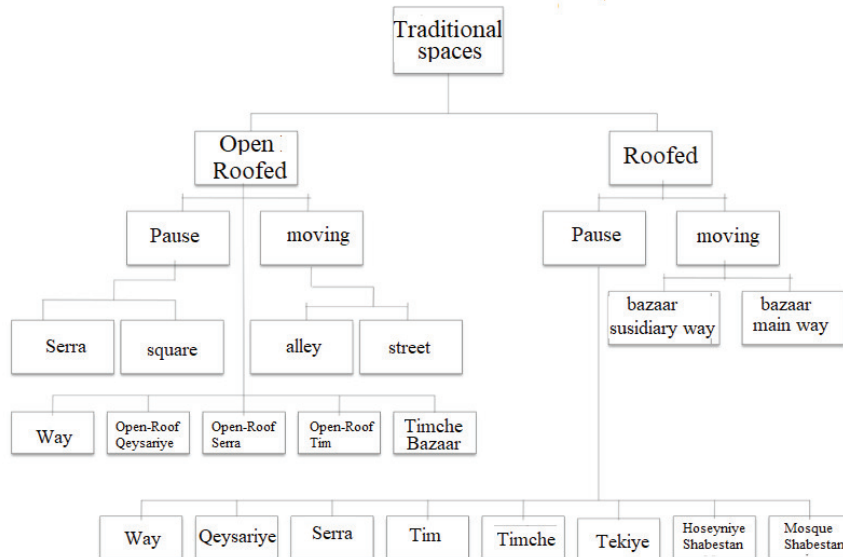 Traditional
spaces
Open
Roofed
Roofed
Pause
moving
Pause
moving
Serra
square
alley
street
bazaar
susidiary way
bazaar
main way
Way
Open-Roof
Qeysariye
Open-Roof
Serra
Open-Roof
Tim
Timche
Bazaar
Way
Qeysariye
Serra
Tim
Timche
Tekiye
Hoseyniye
Shabestan
Mosque
Shabestan